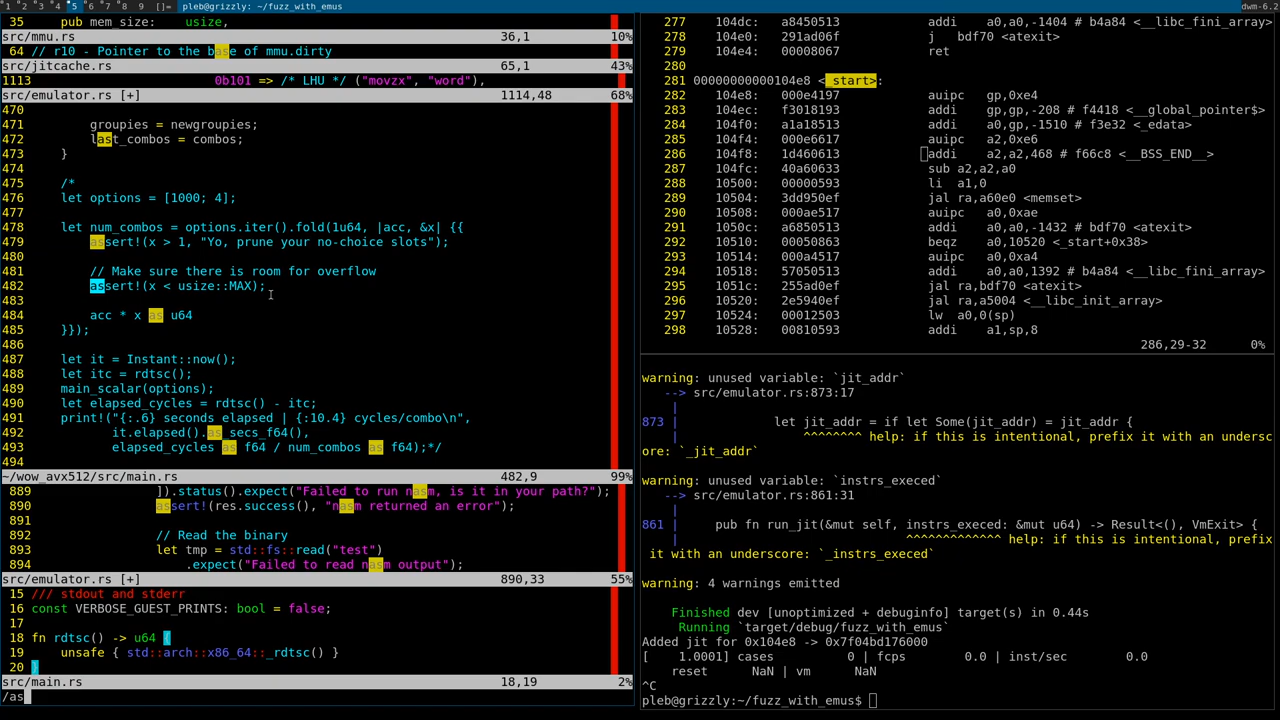 1 2 3 4 5 6 7 8 9 []= pleb@grizzly: ~/fuzz_with_emus dwm-6.2
35     pub mem_size:   usize,
src/mmu.rs 36,1 10%
64 // r10 - Pointer to the base of mmu.dirty
src/jitcache.rs 65,1 43%
1113                         0b101 => /* LHU */ ("movzx", "word"),
src/emulator.rs [+] 1114,48 68%
470
471         groupies = newgroupies;
472         last_combos = combos;
473     }
474
475     /*
476     let options = [1000; 4];
477
478     let num_combos = options.iter().fold(1u64, |acc, &x| {{
479         assert!(x > 1, "Yo, prune your no-choice slots");
480
481         // Make sure there is room for overflow
482         assert!(x < usize::MAX);
483
484         acc * x as u64
485     }});
486
487     let it = Instant::now();
488     let itc = rdtsc();
489     main_scalar(options);
490     let elapsed_cycles = rdtsc() - itc;
491     print!("{:.6} seconds elapsed | {:10.4} cycles/combo\n",
492            it.elapsed().as_secs_f64(),
493            elapsed_cycles as f64 / num_combos as f64);*/
494
~/wow_avx512/src/main.rs 482,9 99%
889                 ]).status().expect("Failed to run nasm, is it in your path?");
890                 assert!(res.success(), "nasm returned an error");
891
892                 // Read the binary
893                 let tmp = std::fs::read("test")
894                     .expect("Failed to read nasm output");
src/emulator.rs [+] 890,33 55%
15 /// stdout and stderr
16 const VERBOSE_GUEST_PRINTS: bool = false;
17
18 fn rdtsc() -> u64 {
19     unsafe { std::arch::x86_64::_rdtsc() }
20 }
src/main.rs 18,19 2%
/as
277    104dc:    a8450513    addi    a0,a0,-1404 # b4a84 <__libc_fini_array>
278    104e0:    291ad06f    j    bdf70 <atexit>
279    104e4:    00008067    ret
280
281 00000000000104e8 <_start>:
282    104e8:    000e4197    auipc    gp,0xe4
283    104ec:    f3018193    addi    gp,gp,-208 # f4418 <__global_pointer$>
284    104f0:    a1a18513    addi    a0,gp,-1510 # f3e32 <_edata>
285    104f4:    000e6617    auipc    a2,0xe6
286    104f8:    1d460613    addi    a2,a2,468 # f66c8 <__BSS_END__>
287    104fc:    40a60633    sub a2,a2,a0
288    10500:    00000593    li    a1,0
289    10504:    3dd950ef    jal ra,a60e0 <memset>
290    10508:    000ae517    auipc    a0,0xae
291    1050c:    a6850513    addi    a0,a0,-1432 # bdf70 <atexit>
292    10510:    00050863    beqz    a0,10520 <_start+0x38>
293    10514:    000a4517    auipc    a0,0xa4
294    10518:    57050513    addi    a0,a0,1392 # b4a84 <__libc_fini_array>
295    1051c:    255ad0ef    jal ra,bdf70 <atexit>
296    10520:    2e5940ef    jal ra,a5004 <__libc_init_array>
297    10524:    00012503    lw    a0,0(sp)
298    10528:    00810593    addi    a1,sp,8
286,29-32 0%
warning: unused variable: `jit_addr`
   --> src/emulator.rs:873:17
    |
873 |             let jit_addr = if let Some(jit_addr) = jit_addr {
    |                 ^^^^^^^^ help: if this is intentional, prefix it with an undersc
ore: `_jit_addr`
warning: unused variable: `instrs_execed`
   --> src/emulator.rs:861:31
    |
861 |     pub fn run_jit(&mut self, instrs_execed: &mut u64) -> Result<(), VmExit> {
    |                               ^^^^^^^^^^^^^ help: if this is intentional, prefix
 it with an underscore: `_instrs_execed`
warning: 4 warnings emitted
    Finished dev [unoptimized + debuginfo] target(s) in 0.44s
     Running `target/debug/fuzz_with_emus`
Added jit for 0x104e8 -> 0x7f04bd176000
[    1.0001] cases          0 | fcps        0.0 | inst/sec        0.0
   reset     NaN | vm      NaN
^C
pleb@grizzly:~/fuzz_with_emus$